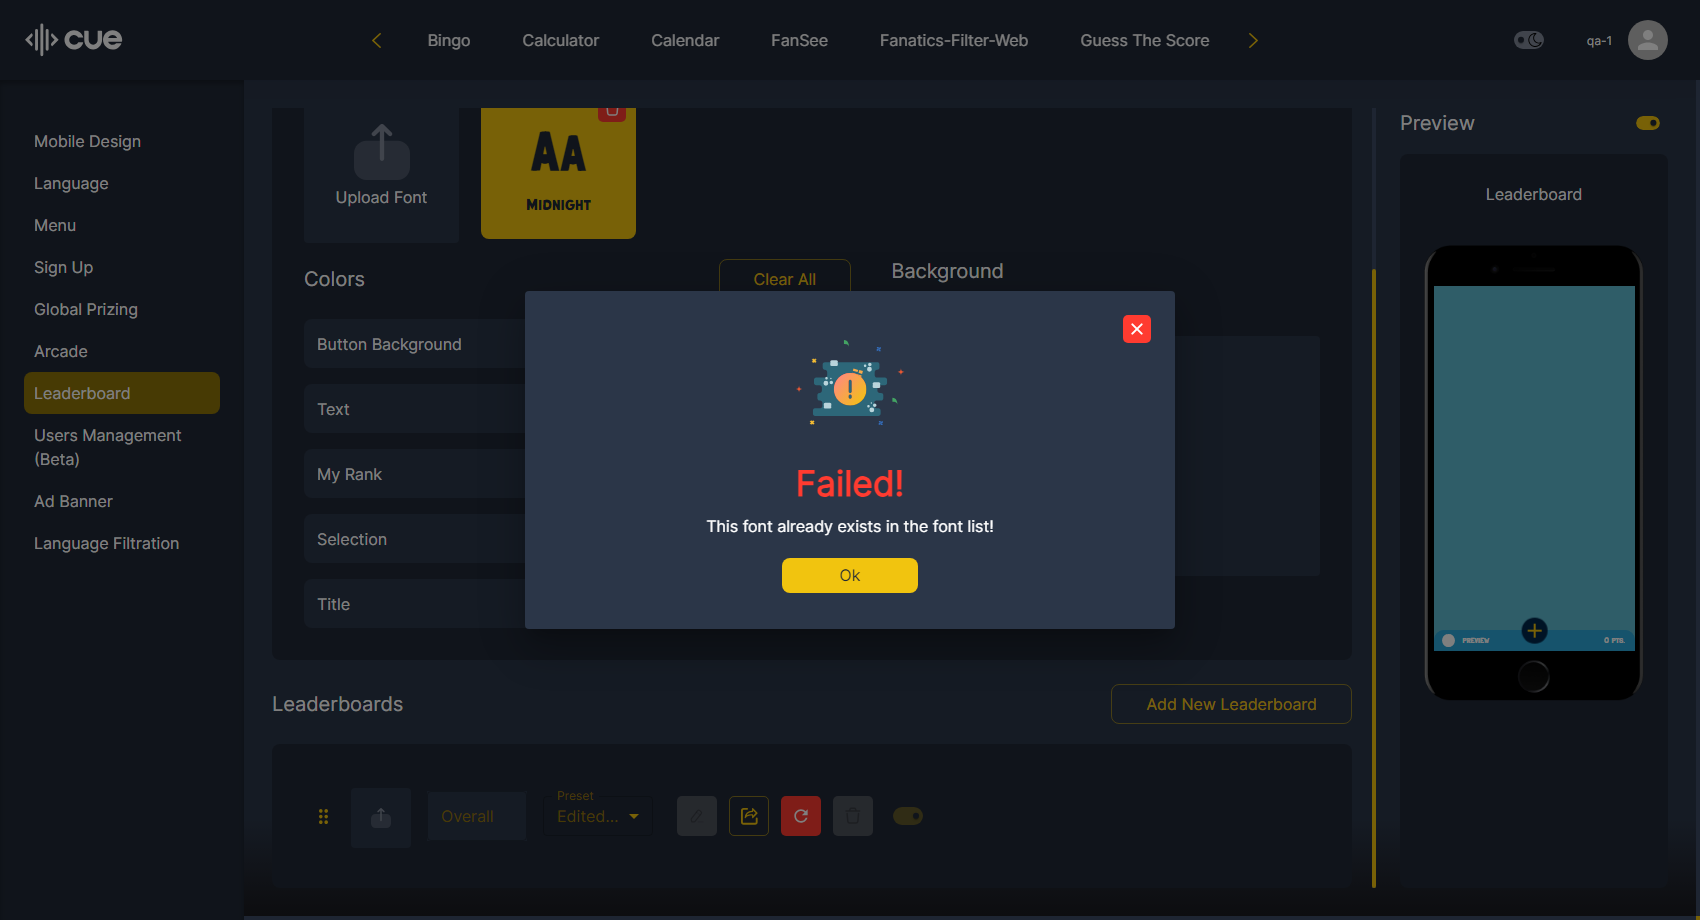 cue
Bingo
Calculator
Calendar
FanSee
Fanatics-Filter-Web
Guess The Score
qa-1
Mobile Design
Language
Menu
Sign Up
Global Prizing
Arcade
Leaderboard
Users Management
(Beta)
Ad Banner
Language Filtration
Upload Font
AA
MIDNIGHT
Colors
Clear All
Background
Button Background
Text
My Rank
Selection
Title
Failed!
This font already exists in the font list!
Ok
Leaderboards
Add New Leaderboard
Overall
Preset
Edited...
Preview
Leaderboard
PREVIEW
0 PTS.